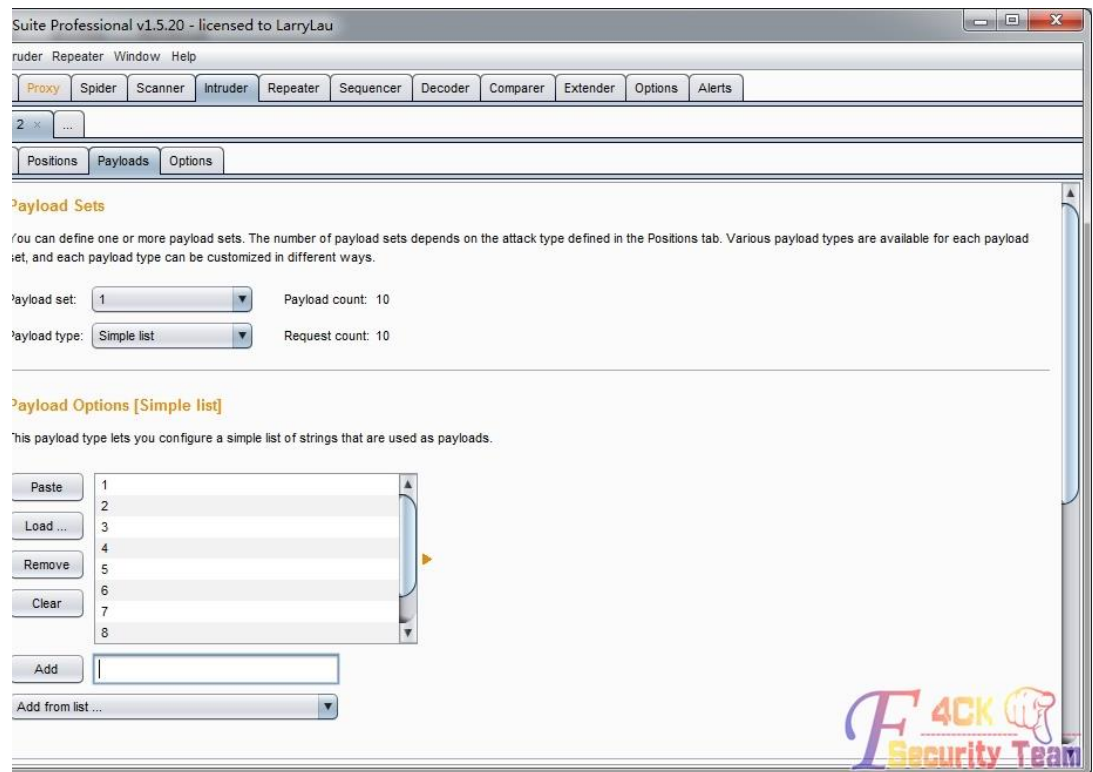 Suite Professional v1.5.20 - licensed to LarryLau
ruder Repeater Window Help
Proxy Spider Scanner Intruder Repeater Sequencer Decoder Comparer Extender Options Alerts
2 × ...
Positions Payloads Options
Payload Sets
You can define one or more payload sets. The number of payload sets depends on the attack type defined in the Positions tab. Various payload types are available for each payload
set, and each payload type can be customized in different ways.
Payload set: 1 Payload count: 10
Payload type: Simple list Request count: 10
Payload Options [Simple list]
This payload type lets you configure a simple list of strings that are used as payloads.
Paste
Load ...
Remove
Clear
1
2
3
4
5
6
7
8
Add
Add from list ...
F4CK
Security Team